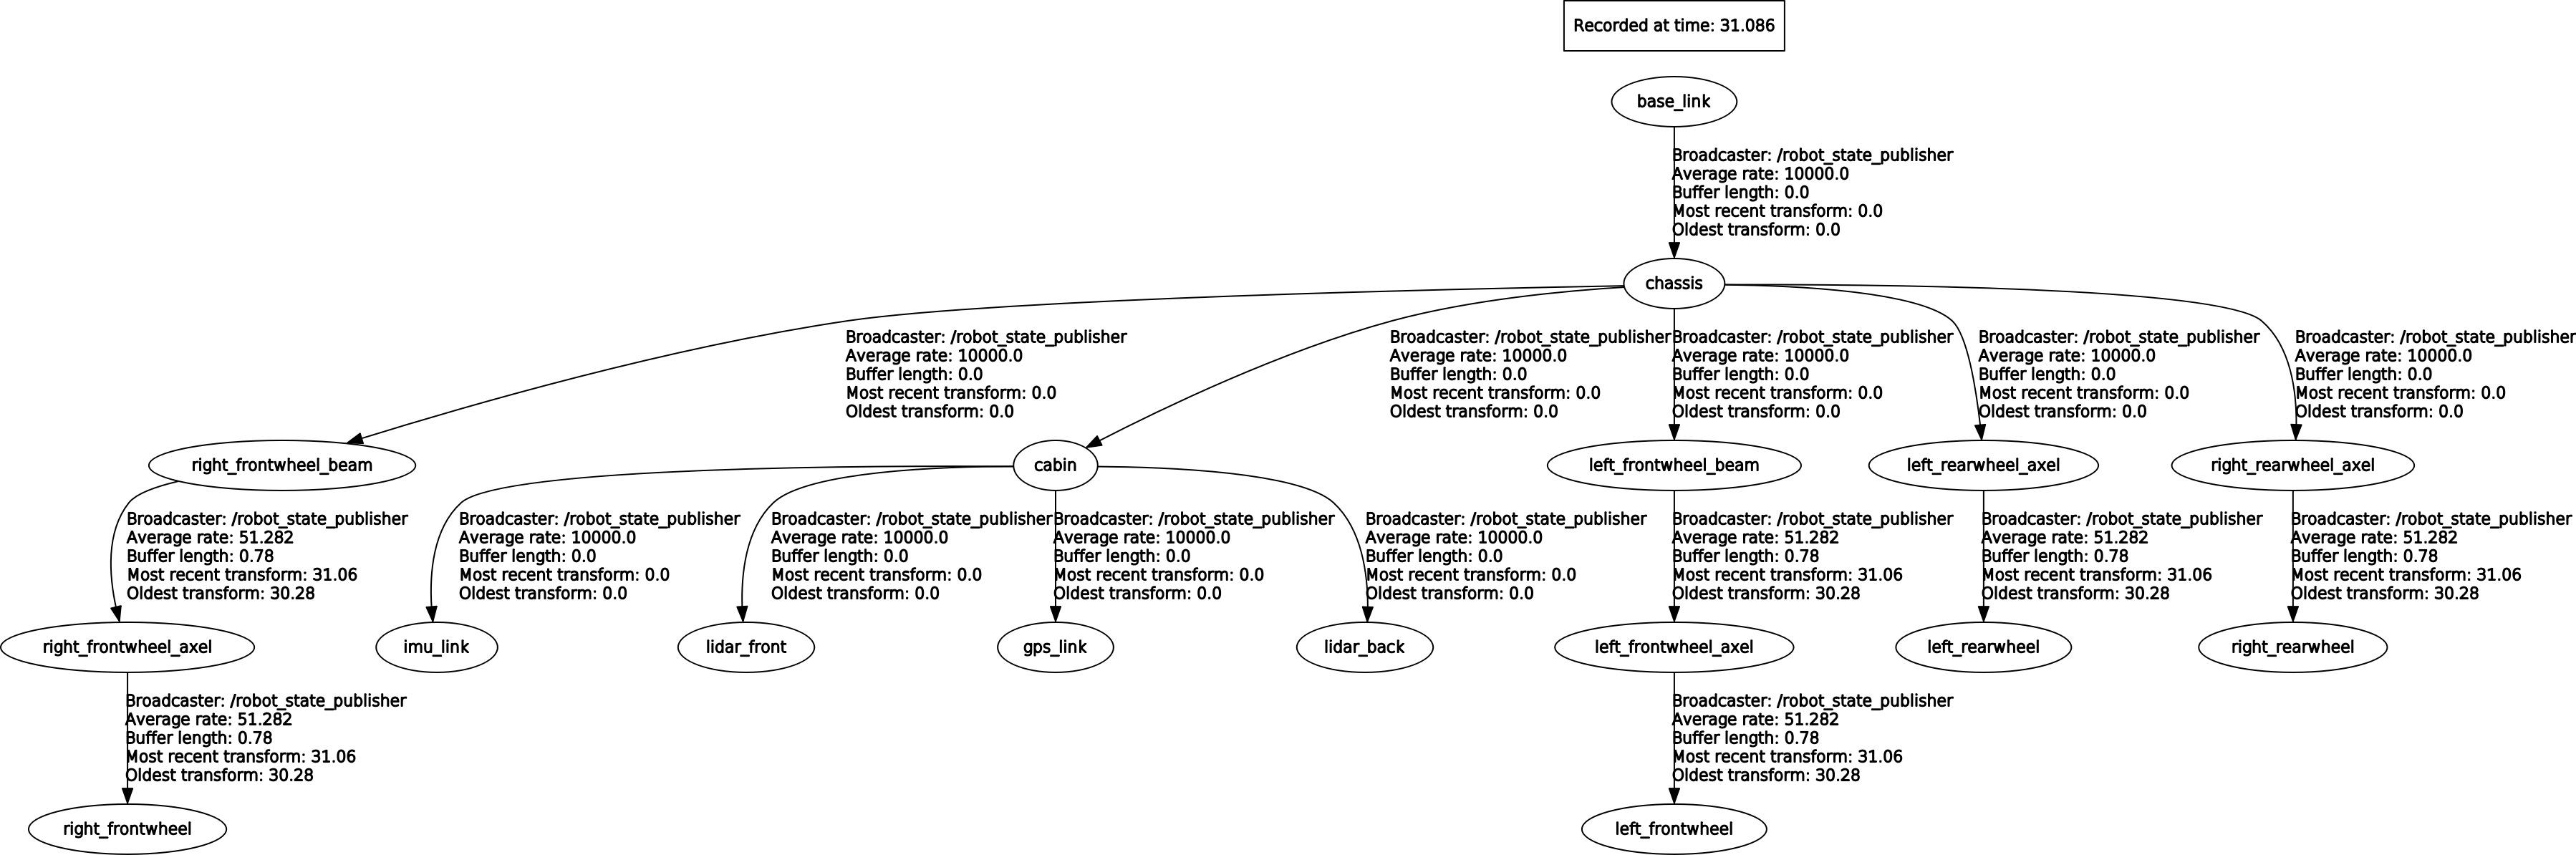 Recorded at time: 31.086
base_link
Broadcaster: /robot_state_publisher
Average rate: 10000.0
Buffer length: 0.0
Most recent transform: 0.0
Oldest transform: 0.0
chassis
Broadcaster: /robot_state_publisher
Average rate: 10000.0
Buffer length: 0.0
Most recent transform: 0.0
Oldest transform: 0.0
Broadcaster: /robot_state_publisher
Average rate: 10000.0
Buffer length: 0.0
Most recent transform: 0.0
Oldest transform: 0.0
Broadcaster: /robot_state_publisher
Average rate: 10000.0
Buffer length: 0.0
Most recent transform: 0.0
Oldest transform: 0.0
Broadcaster: /robot_state_publisher
Average rate: 10000.0
Buffer length: 0.0
Most recent transform: 0.0
Oldest transform: 0.0
Broadcaster: /robot_state_publisher
Average rate: 10000.0
Buffer length: 0.0
Most recent transform: 0.0
Oldest transform: 0.0
right_frontwheel_beam
cabin
left_frontwheel_beam
left_rearwheel_axel
right_rearwheel_axel
Broadcaster: /robot_state_publisher
Average rate: 51.282
Buffer length: 0.78
Most recent transform: 31.06
Oldest transform: 30.28
Broadcaster: /robot_state_publisher
Average rate: 10000.0
Buffer length: 0.0
Most recent transform: 0.0
Oldest transform: 0.0
Broadcaster: /robot_state_publisher
Average rate: 10000.0
Buffer length: 0.0
Most recent transform: 0.0
Oldest transform: 0.0
Broadcaster: /robot_state_publisher
Average rate: 10000.0
Buffer length: 0.0
Most recent transform: 0.0
Oldest transform: 0.0
Broadcaster: /robot_state_publisher
Average rate: 10000.0
Buffer length: 0.0
Most recent transform: 0.0
Oldest transform: 0.0
Broadcaster: /robot_state_publisher
Average rate: 51.282
Buffer length: 0.78
Most recent transform: 31.06
Oldest transform: 30.28
Broadcaster: /robot_state_publisher
Average rate: 51.282
Buffer length: 0.78
Most recent transform: 31.06
Oldest transform: 30.28
Broadcaster: /robot_state_publisher
Average rate: 51.282
Buffer length: 0.78
Most recent transform: 31.06
Oldest transform: 30.28
right_frontwheel_axel
imu_link
lidar_front
gps_link
lidar_back
left_frontwheel_axel
left_rearwheel
right_rearwheel
Broadcaster: /robot_state_publisher
Average rate: 51.282
Buffer length: 0.78
Most recent transform: 31.06
Oldest transform: 30.28
Broadcaster: /robot_state_publisher
Average rate: 51.282
Buffer length: 0.78
Most recent transform: 31.06
Oldest transform: 30.28
right_frontwheel
left_frontwheel